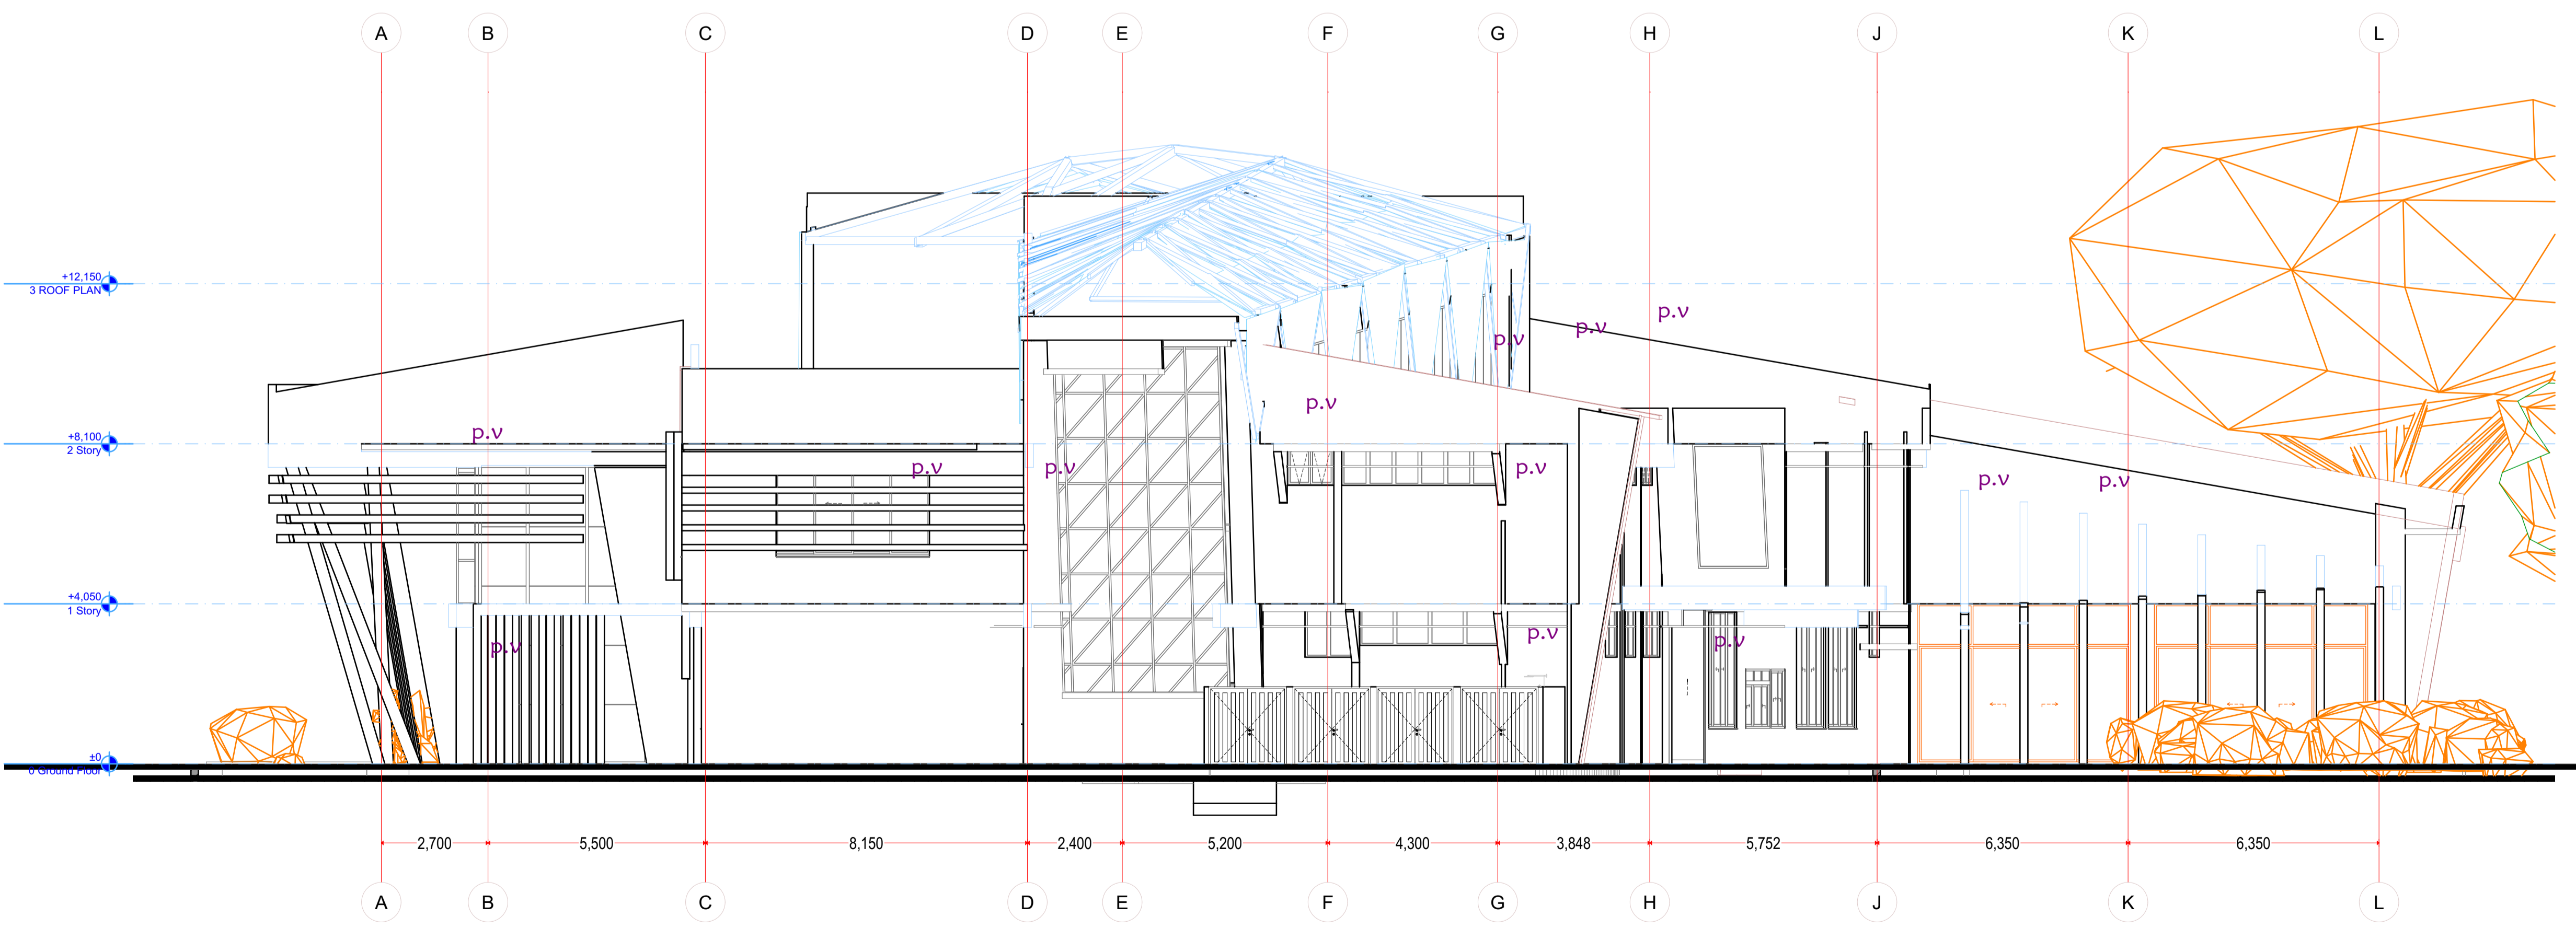 A B C D E F G H J K L
+12,150
3 ROOF PLAN
p.v
p.v
p.v
p.v
p.v
+8,100
2 Story
p.v
p.v
p.v
p.v
p.v
+4,050
1 Story
p.v
p.v
p.v
±0
0 Ground Floor
2,700 5,500 8,150 2,400 5,200 4,300 3,848 5,752 6,350 6,350
A B C D E F G H J K L